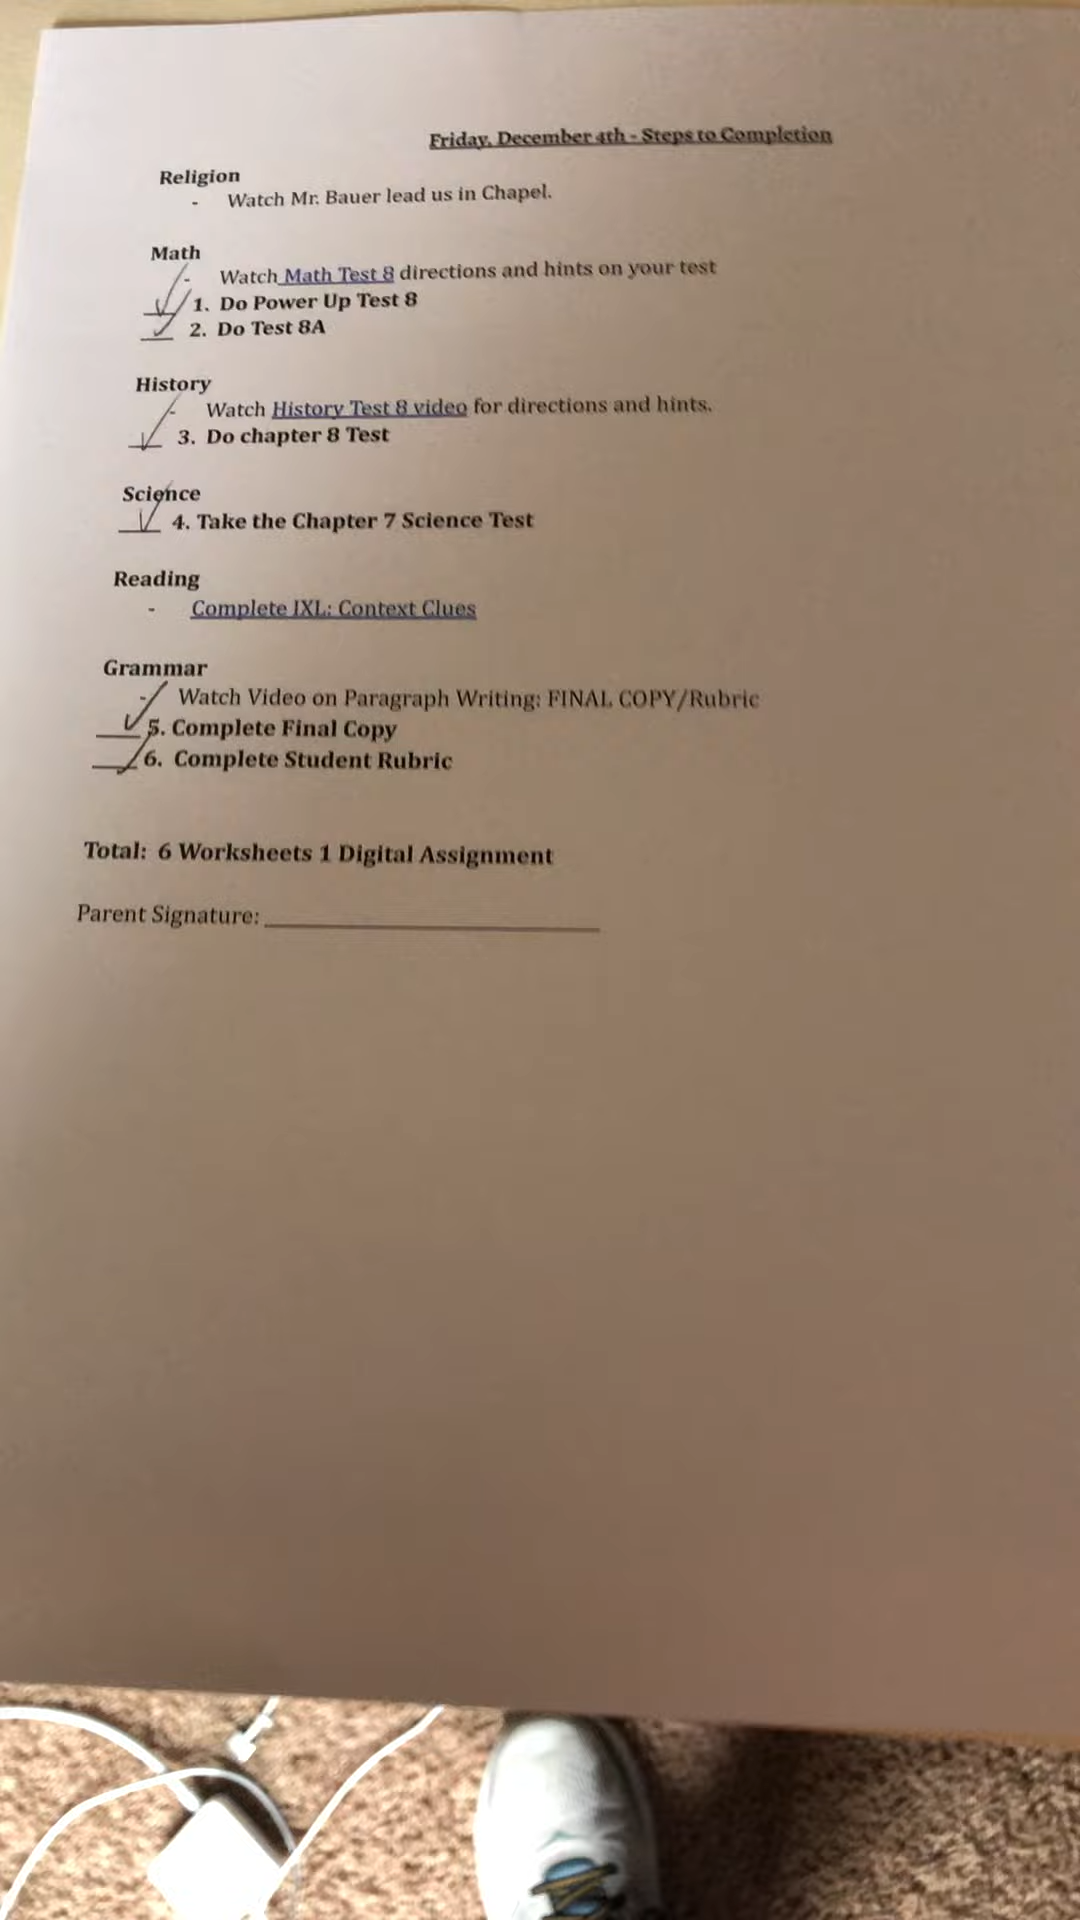 Friday, December 4th - Steps to Completion
Religion
- Watch Mr. Bauer lead us in Chapel.
Math
- Watch Math Test 8 directions and hints on your test
1. Do Power Up Test 8
2. Do Test 8A
History
- Watch History Test 8 video for directions and hints.
3. Do chapter 8 Test
Science
4. Take the Chapter 7 Science Test
Reading
- Complete IXL: Context Clues
Grammar
- Watch Video on Paragraph Writing: FINAL COPY/Rubric
5. Complete Final Copy
6. Complete Student Rubric
Total: 6 Worksheets 1 Digital Assignment
Parent Signature: